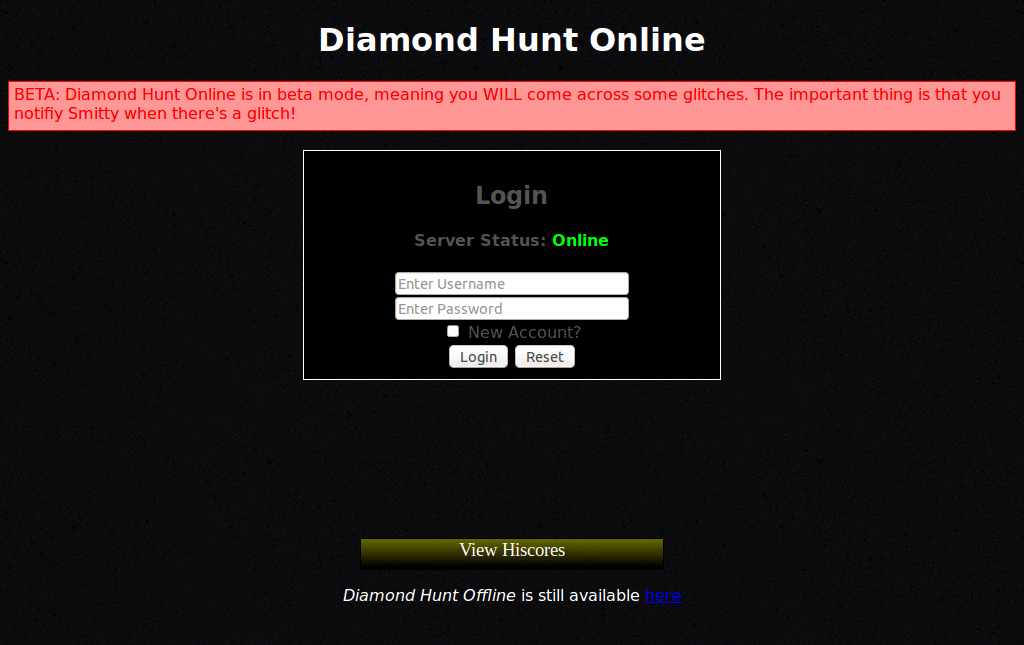 Diamond Hunt Online
BETA: Diamond Hunt Online is in beta mode, meaning you WILL come across some glitches. The important thing is that you
notifiy Smitty when there's a glitch!
Login
Server Status: Online
Enter Username
Enter Password
New Account?
Login Reset
View Hiscores
Diamond Hunt Offline is still available here